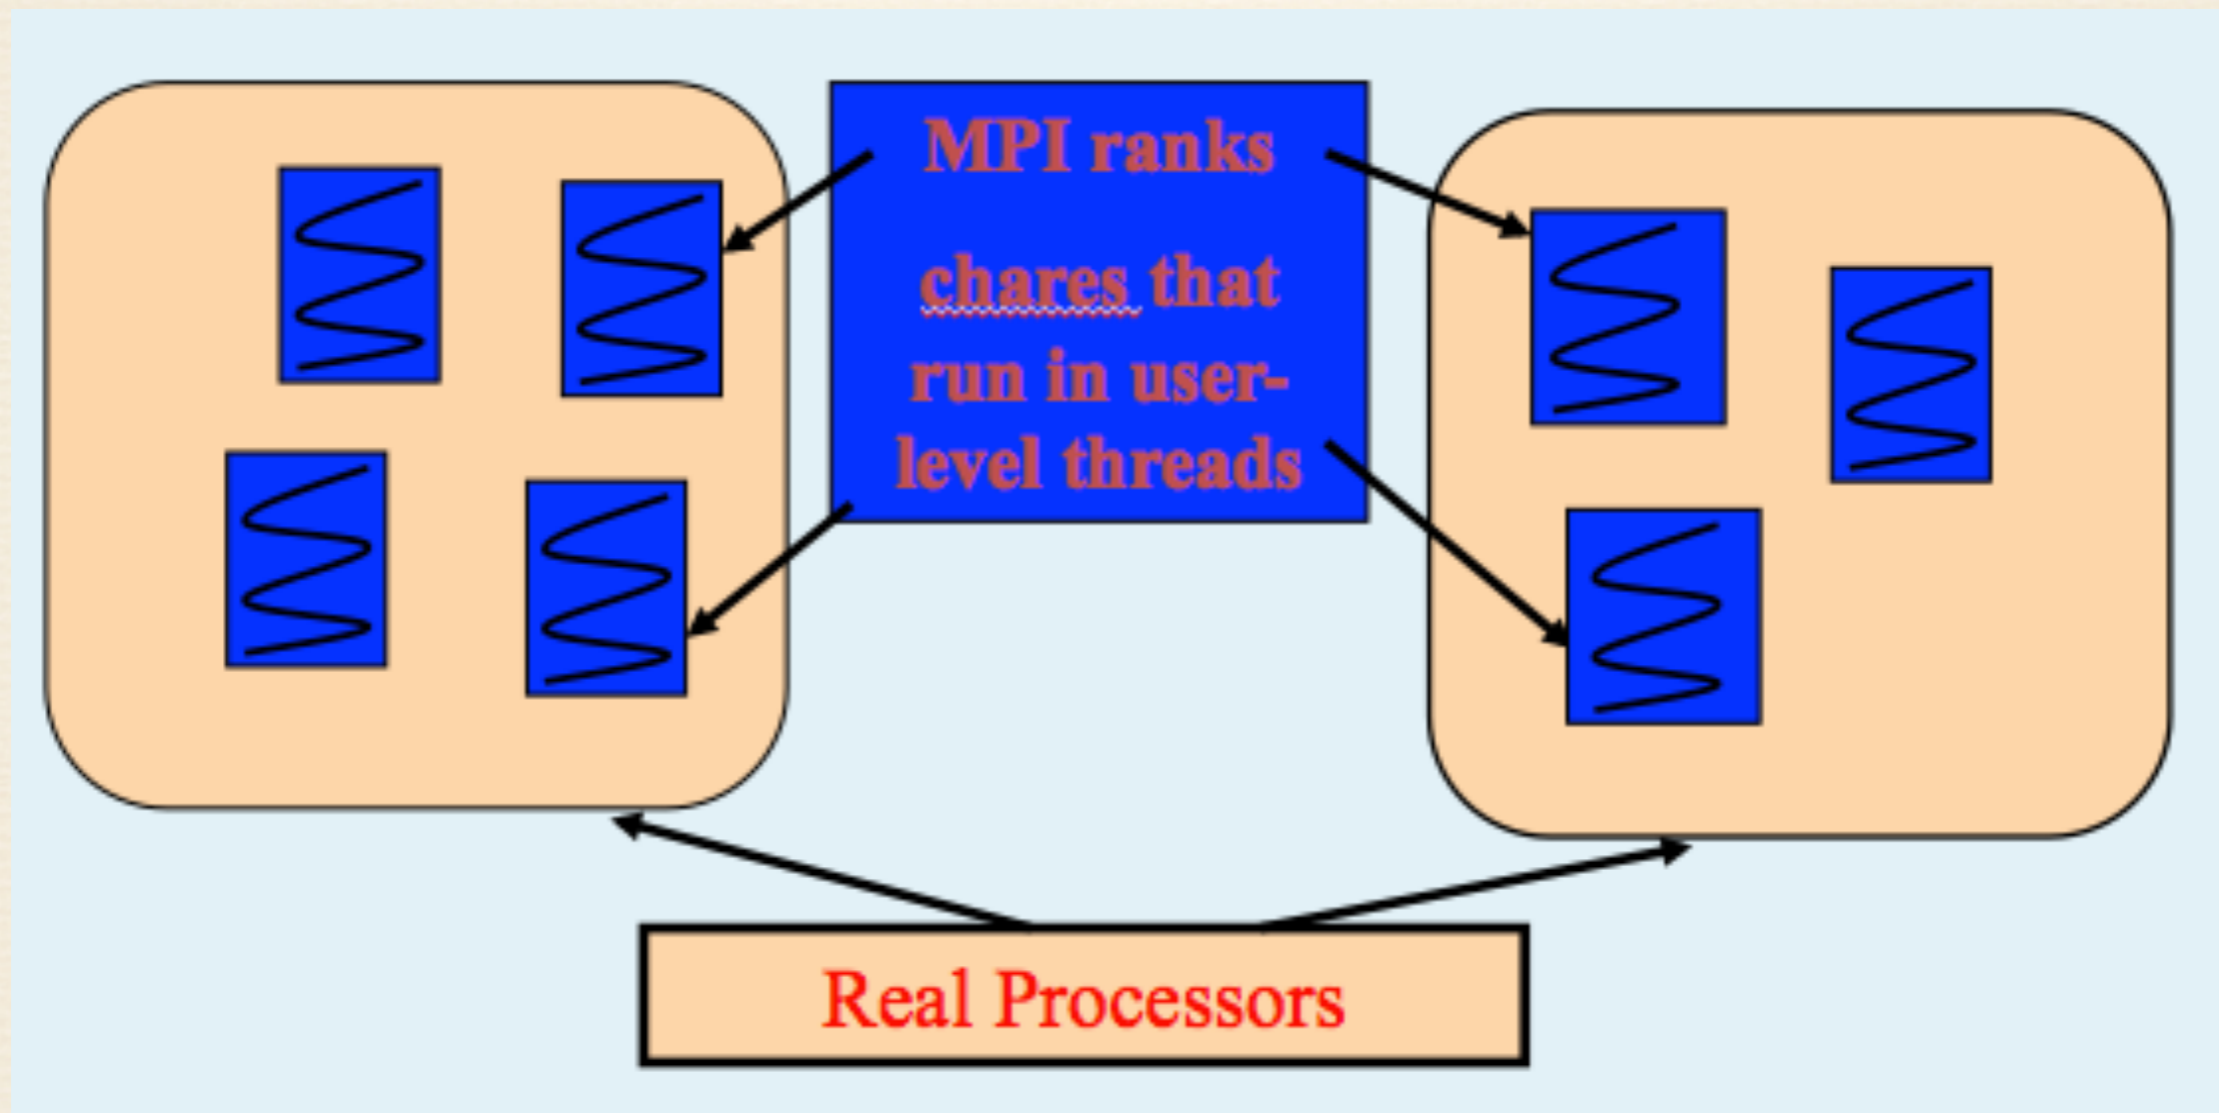 MPI ranks
chares that
run in user-
level threads
Real Processors